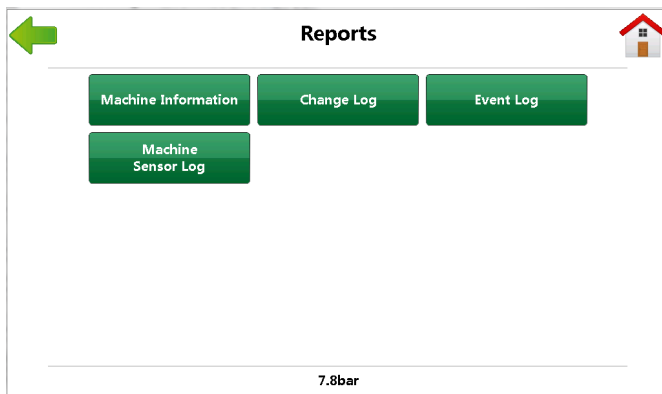 Reports
Machine Information
Change Log
Event Log
Machine
Sensor Log
7.8bar